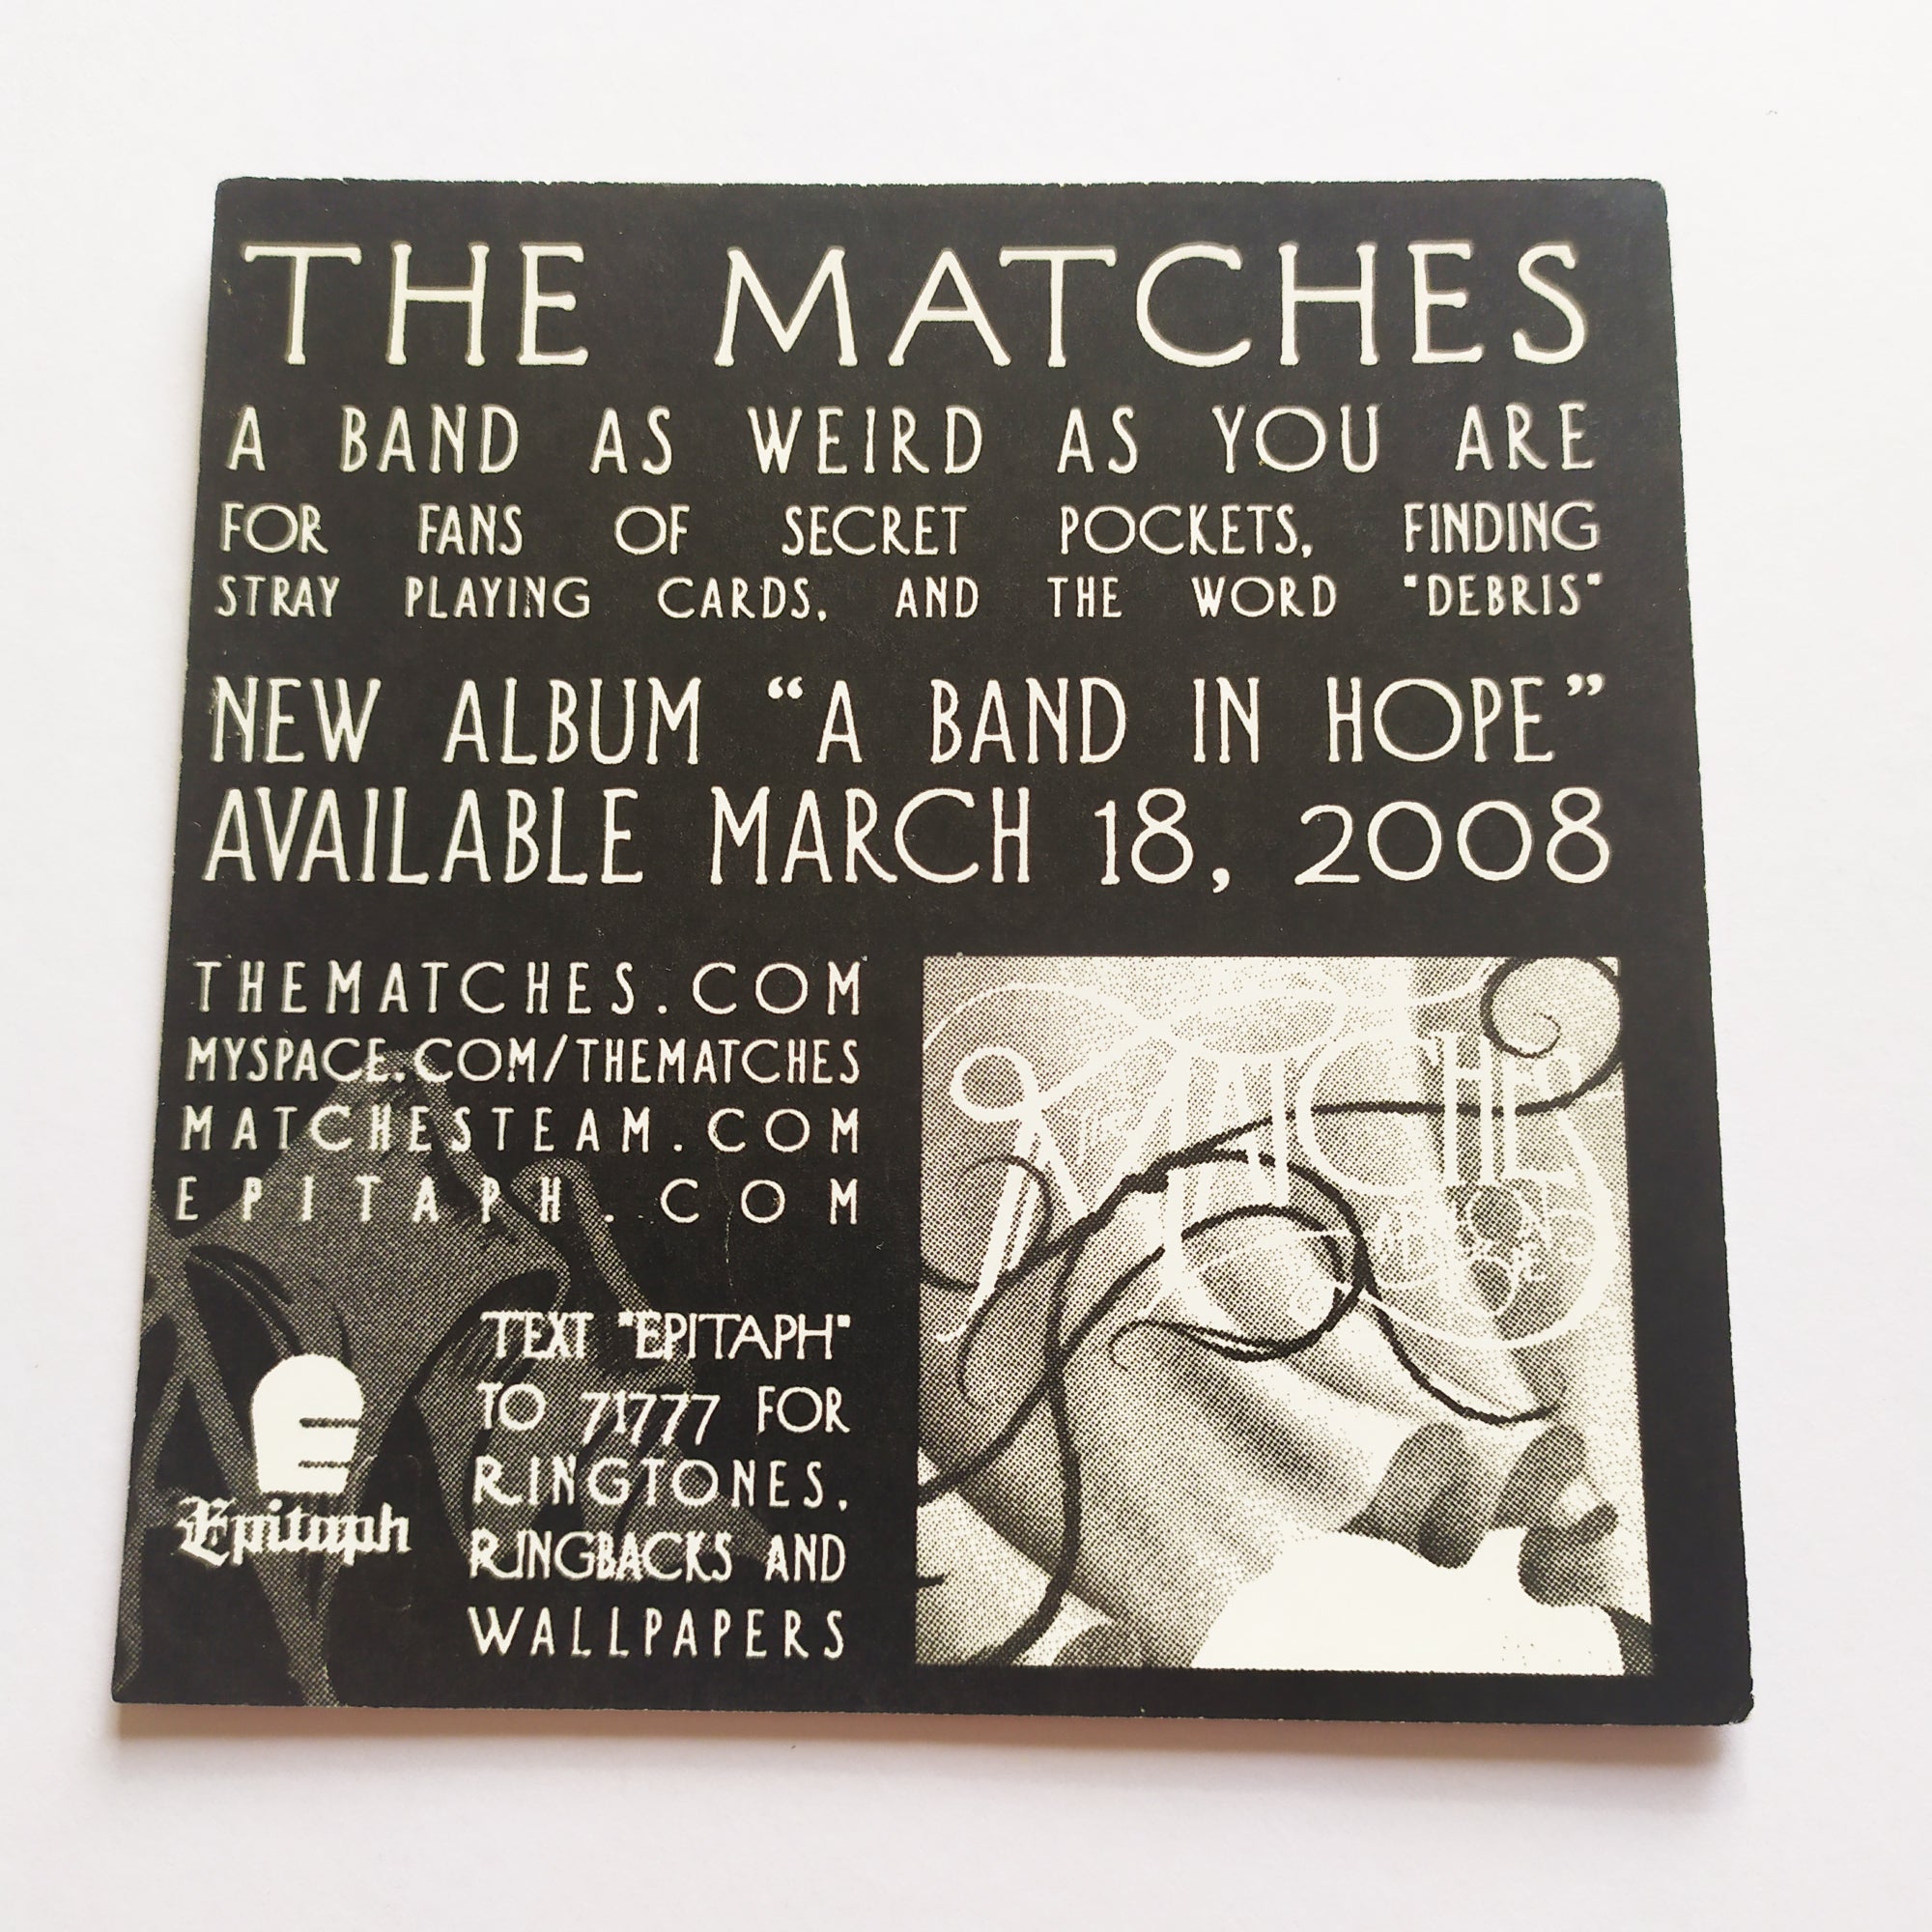 THE MATCHES
A BAND AS WEIRD AS YOU ARE
FOR FANS OF SECRET POCKETS, FINDING
STRAY PLAYING CARDS, AND THE WORD "DEBRIS"
NEW ALBUM “A BAND IN HOPE”
AVAILABLE MARCH 18, 2008
THEMATCHES.COM
MYSPACE.COM/THEMATCHES
MATCHESTEAM.COM
EPITAPH.COM
TEXT "EPITAPH"
TO 71777 FOR
RINGTONES,
RINGBACKS AND
WALLPAPERS
E
Epitaph
THE MATCHES